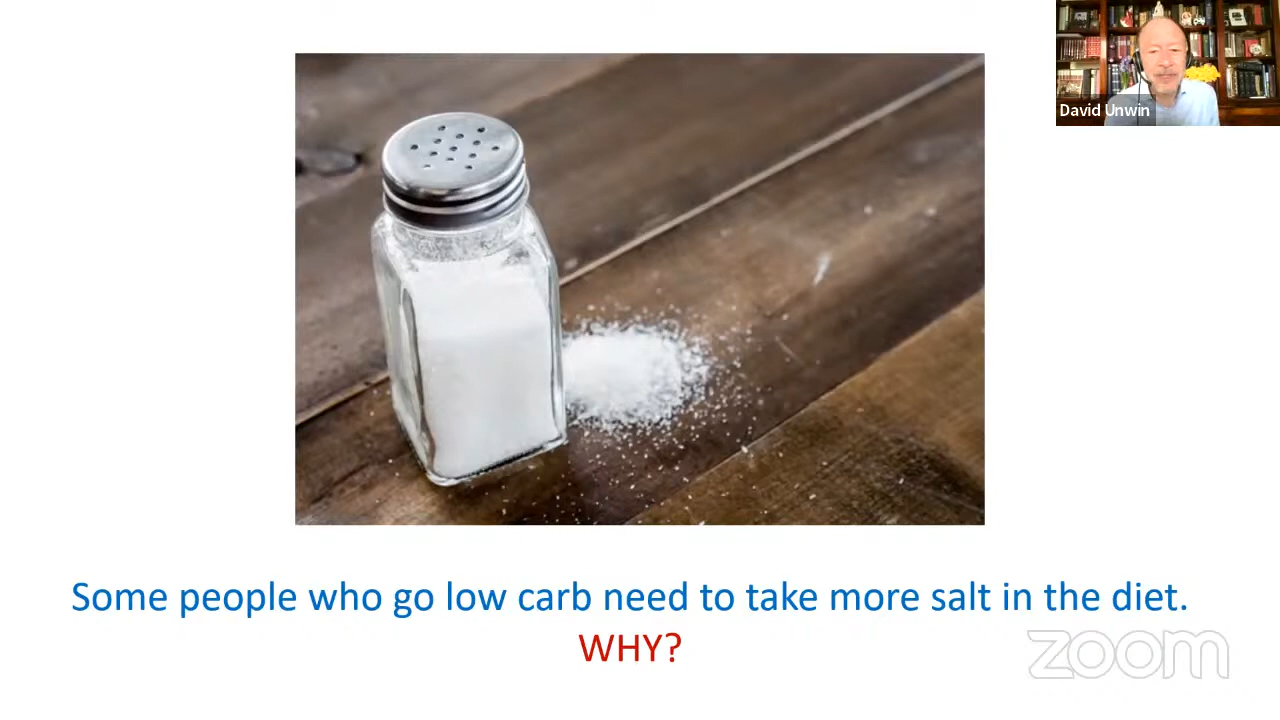 David Unwin
Some people who go low carb need to take more salt in the diet.
WHY?
zoom